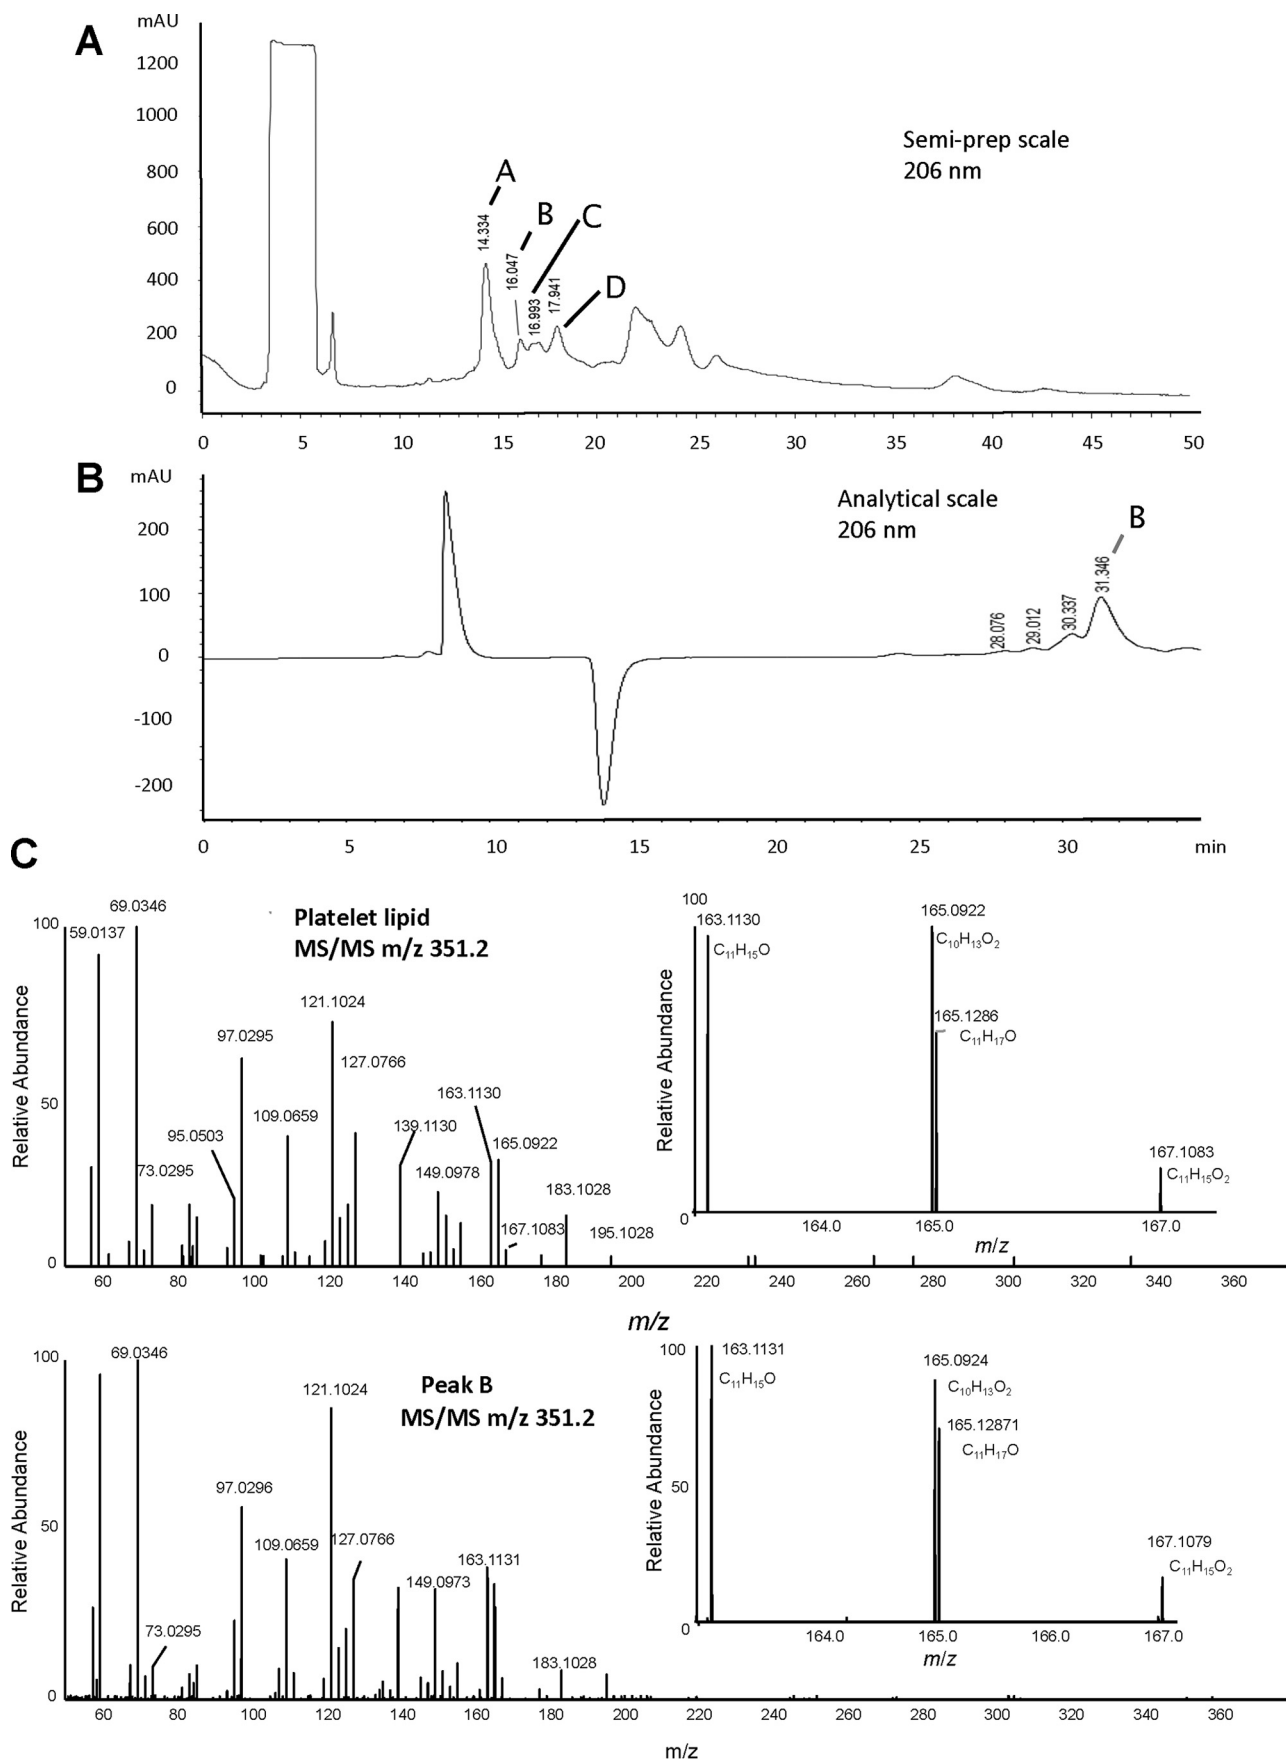 A
mAU
1200
1000
800
600
400
200
0
Semi-prep scale
206 nm
A
B
C
D
14.334
16.047
16.993
17.941
0 5 10 15 20 25 30 35 40 45 50
B
mAU
200
100
0
-100
-200
Analytical scale
206 nm
B
28.076
29.012
30.337
31.346
0 5 10 15 20 25 30 min
C
Platelet lipid
MS/MS m/z 351.2
Relative Abundance
100
50
0
59.0137
69.0346
73.0295
95.0503
97.0295
109.0659
121.1024
127.0766
139.1130
149.0978
163.1130
165.0922
167.1083
183.1028
195.1028
60 80 100 120 140 160 180 200 220 240 260 280 300 320 340 360
m/z
Relative Abundance
100
0
163.1130
C₁₁H₁₅O
165.0922
C₁₀H₁₃O₂
165.1286
C₁₁H₁₇O
167.1083
C₁₁H₁₅O₂
164.0 165.0 167.0
m/z
Peak B
MS/MS m/z 351.2
Relative Abundance
100
50
0
69.0346
73.0295
97.0296
109.0659
121.1024
127.0766
149.0973
163.1131
183.1028
60 80 100 120 140 160 180 200 220 240 260 280 300 320 340 360
m/z
Relative Abundance
100
50
0
163.1131
C₁₁H₁₅O
165.0924
C₁₀H₁₃O₂
165.12871
C₁₁H₁₇O
167.1079
C₁₁H₁₅O₂
164.0 165.0 166.0 167.0
m/z